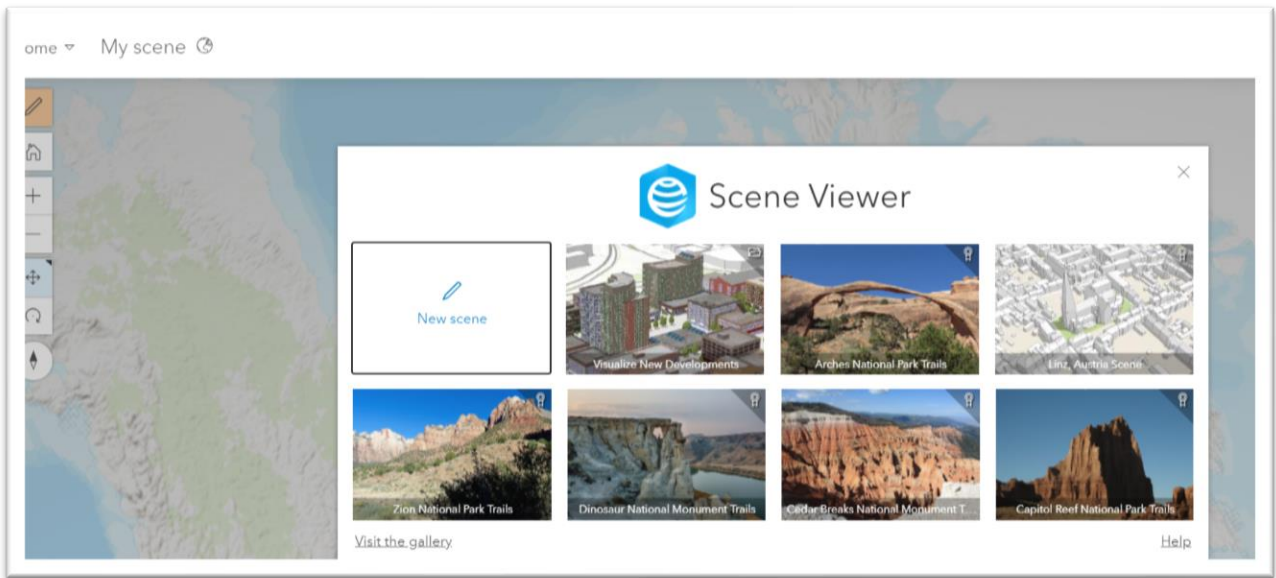 ome My scene
Scene Viewer
New scene
Visualize New Developments
Arches National Park Trails
Linz, Austria Scene
Zion National Park Trails
Dinosaur National Monument Trails
Cedar Breaks National Monument T...
Capitol Reef National Park Trails
Visit the gallery
Help